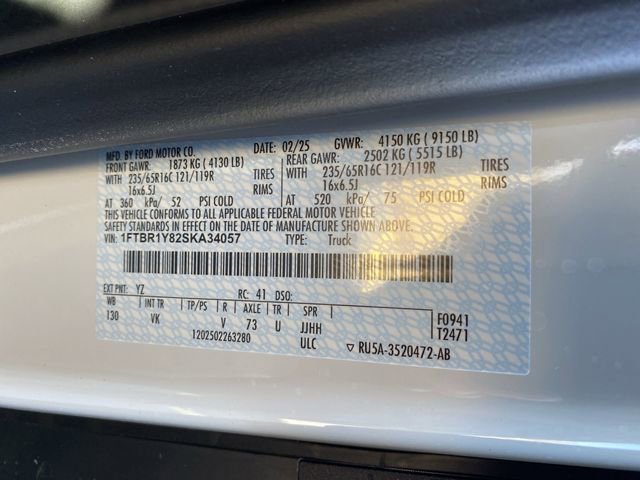 MFD. BY FORD MOTOR CO. DATE: 02/25 GVWR: 4150 KG ( 9150 LB)
FRONT GAWR: 1873 KG ( 4130 LB) REAR GAWR: 2502 KG ( 5515 LB)
WITH 235/65R16C 121/119R TIRES WITH 235/65R16C 121/119R TIRES
16x6.5J RIMS 16x6.5J RIMS
AT 360 kPa/ 52 PSI COLD AT 520 kPa/ 75 PSI COLD
THIS VEHICLE CONFORMS TO ALL APPLICABLE FEDERAL MOTOR VEHICLE
SAFETY STANDARDS IN EFFECT ON THE DATE OF MANUFACTURE SHOWN ABOVE.
VIN: 1FTBR1Y82SKA34057 TYPE: Truck
EXT PNT: YZ RC: 41 DSO:
WB INT TR TP/PS R AXLE TR SPR F0941
130 VK V 73 U JJHH T2471
1202502263280 ULC RU5A-3520472-AB